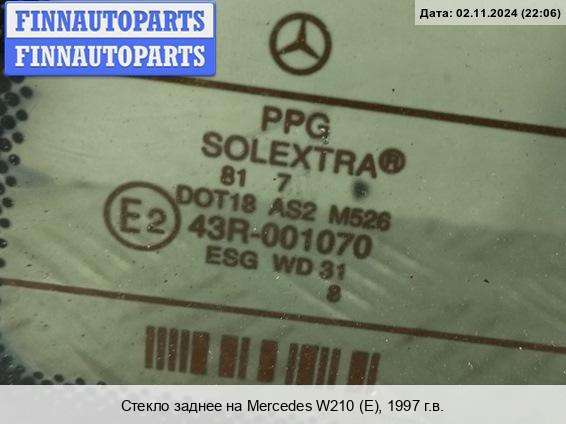 FINNAUTOPARTS
FINNAUTOPARTS
Дата: 02.11.2024 (22:06)
PPG
SOLEXTRA®
81 7
DOT18 AS2 M526
E2
43R-001070
ESG WD 31
8
Стекло заднее на Mercedes W210 (E), 1997 г.в.